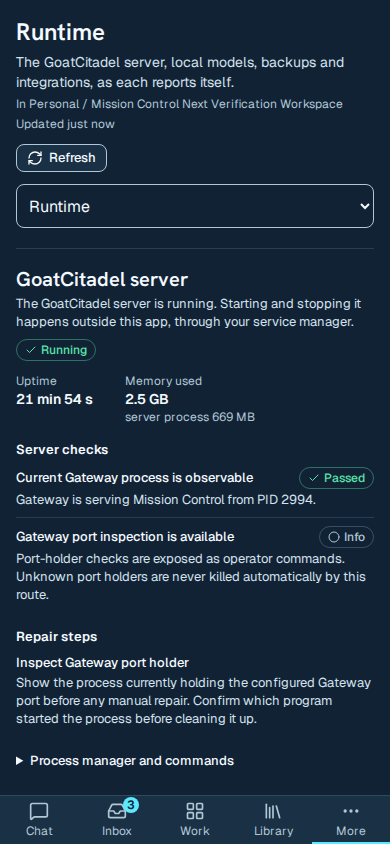 Runtime
The GoatCitadel server, local models, backups and
integrations, as each reports itself.
In Personal / Mission Control Next Verification Workspace
Updated just now
Refresh
Runtime
GoatCitadel server
The GoatCitadel server is running. Starting and stopping it
happens outside this app, through your service manager.
Running
Uptime
21 min 54 s
Memory used
2.5 GB
server process 669 MB
Server checks
Current Gateway process is observable
Passed
Gateway is serving Mission Control from PID 2994.
Gateway port inspection is available
Info
Port-holder checks are exposed as operator commands.
Unknown port holders are never killed automatically by this
route.
Repair steps
Inspect Gateway port holder
Show the process currently holding the configured Gateway
port before any manual repair. Confirm which program
started the process before cleaning it up.
Process manager and commands
Chat
3
Inbox
Work
Library
More